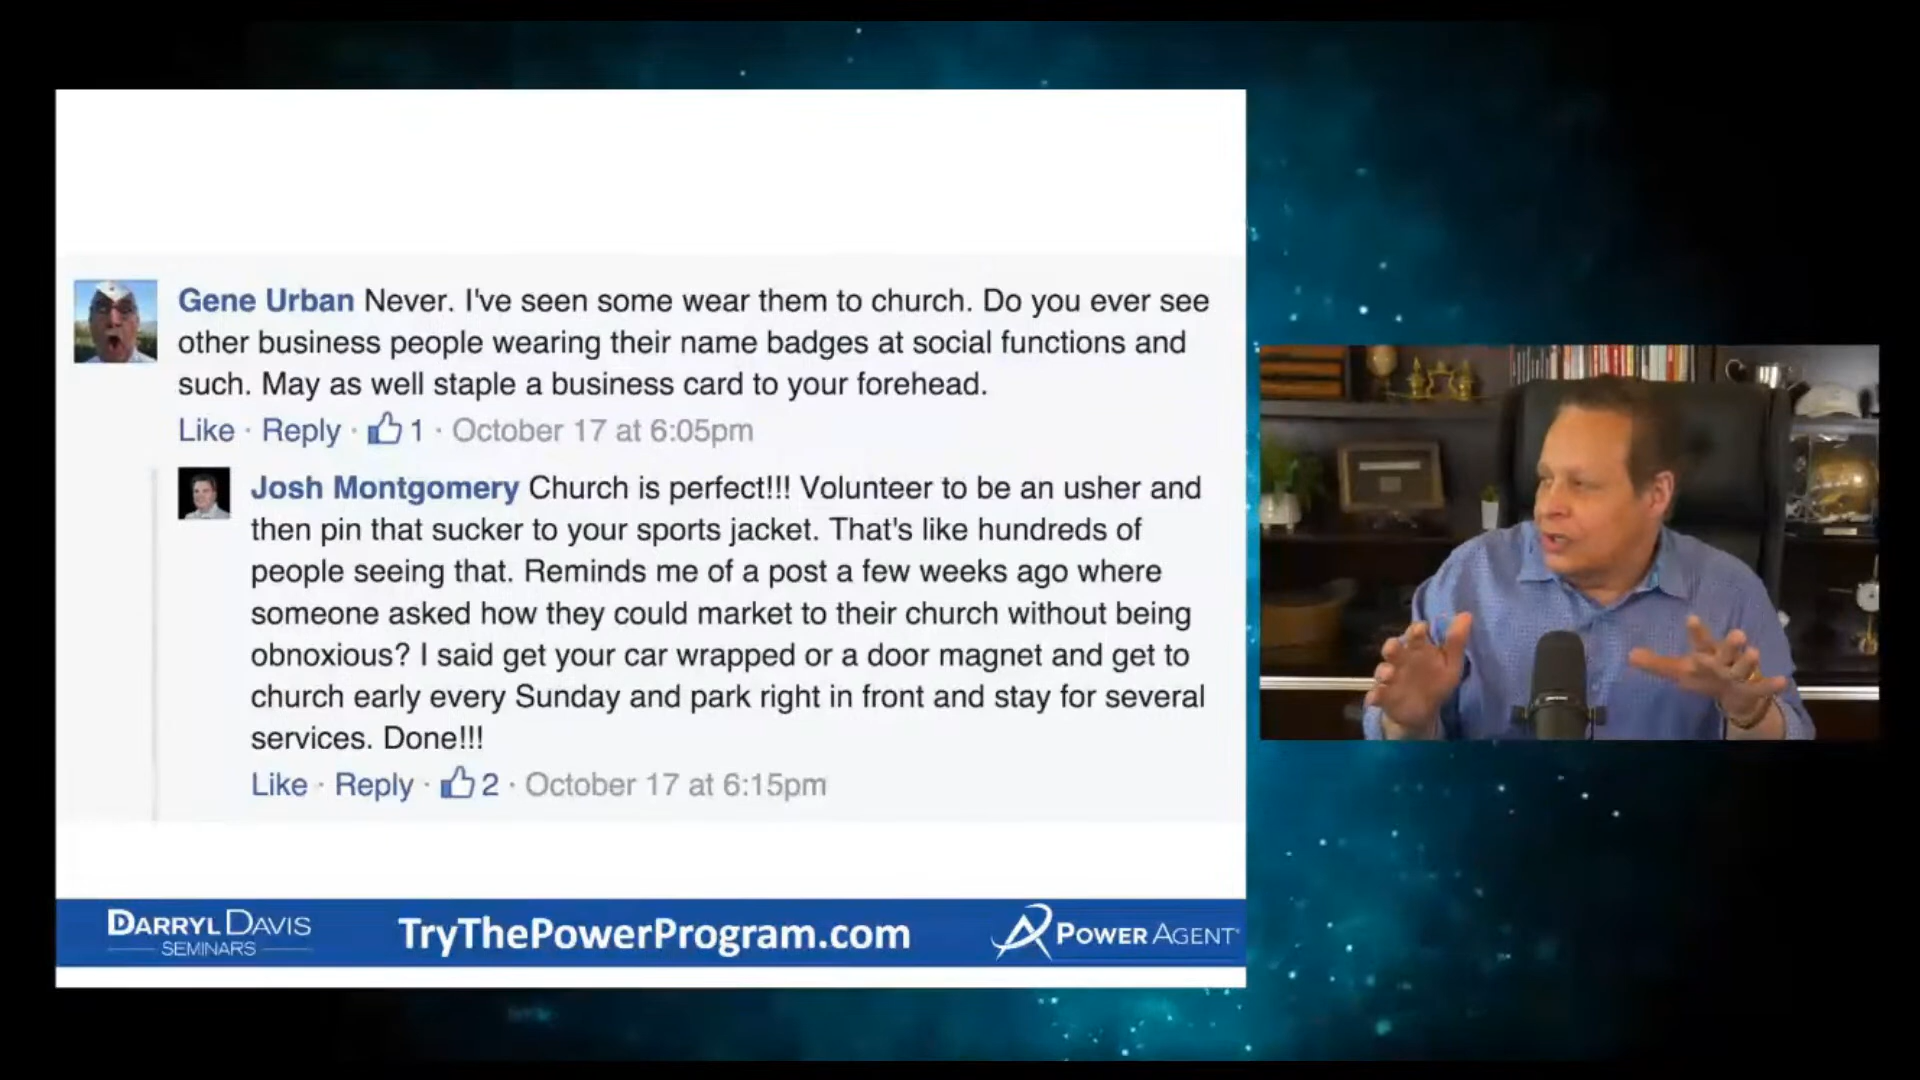 Gene Urban Never. I've seen some wear them to church. Do you ever see
other business people wearing their name badges at social functions and
such. May as well staple a business card to your forehead.
Like · Reply · 1 · October 17 at 6:05pm
Josh Montgomery Church is perfect!!! Volunteer to be an usher and
then pin that sucker to your sports jacket. That's like hundreds of
people seeing that. Reminds me of a post a few weeks ago where
someone asked how they could market to their church without being
obnoxious? I said get your car wrapped or a door magnet and get to
church early every Sunday and park right in front and stay for several
services. Done!!!
Like · Reply · 2 · October 17 at 6:15pm
DARRYL DAVIS
SEMINARS
TryThePowerProgram.com
POWER AGENT